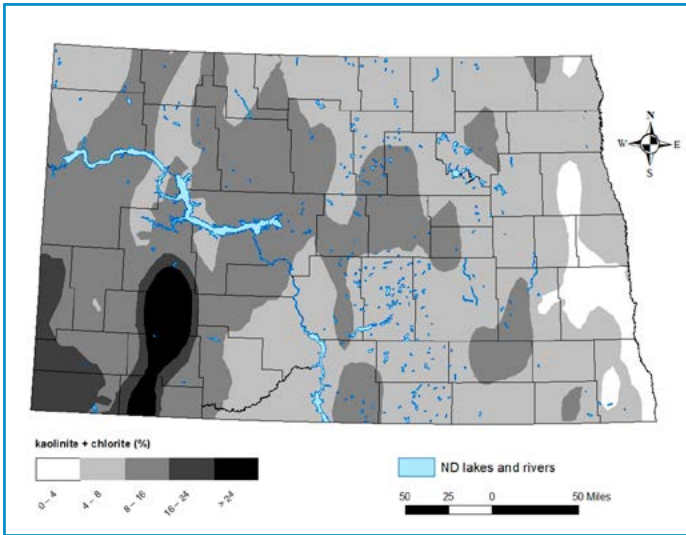 N
W E
S
kaolinite + chlorite (%)
0 – 4
4 – 8
8 – 16
16 – 24
> 24
ND lakes and rivers
50 25 0 50 Miles